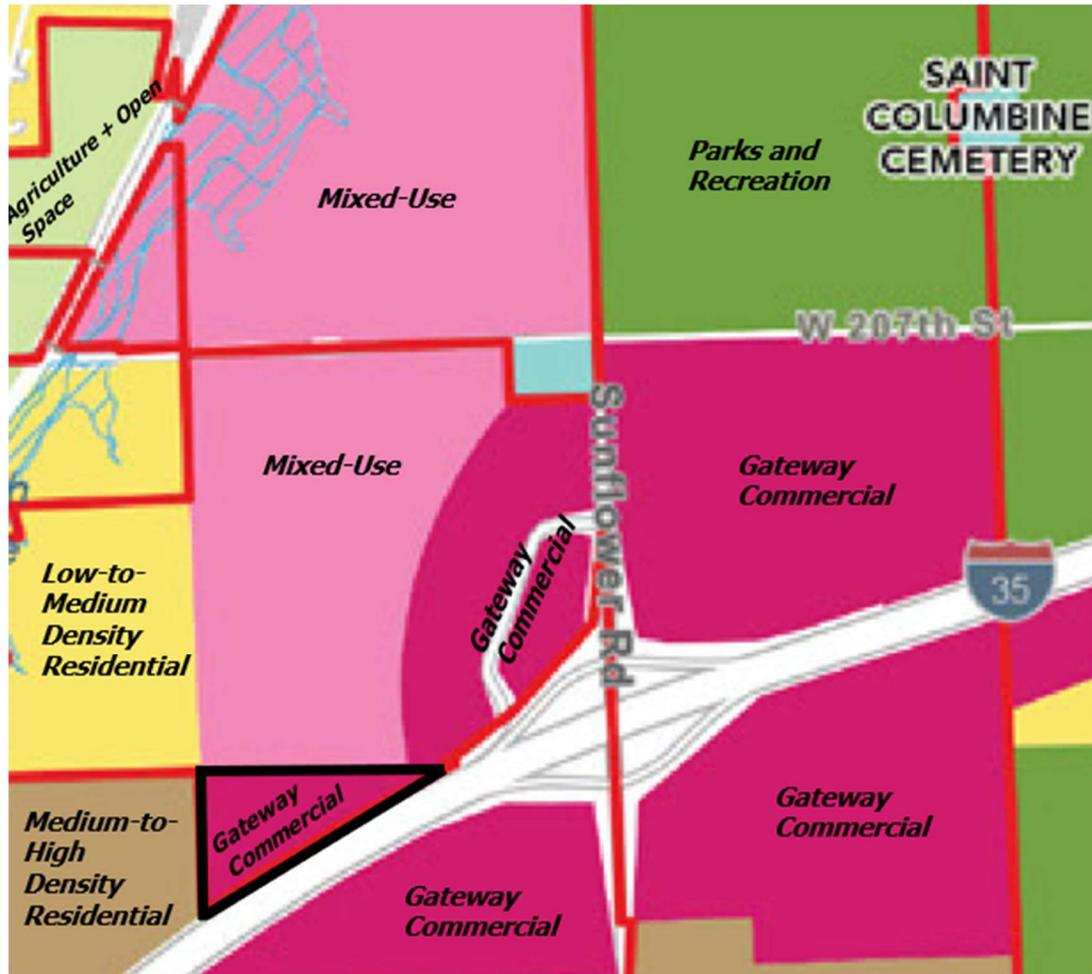 Agriculture + Open
Space
Mixed-Use
Parks and
Recreation
SAINT
COLUMBINE
CEMETERY
W 207th St
Mixed-Use
Sunflower Rd
Gateway
Commercial
Gateway
Commercial
35
Low-to-
Medium
Density
Residential
Gateway
Commercial
Medium-to-
High
Density
Residential
Gateway
Commercial
Gateway
Commercial